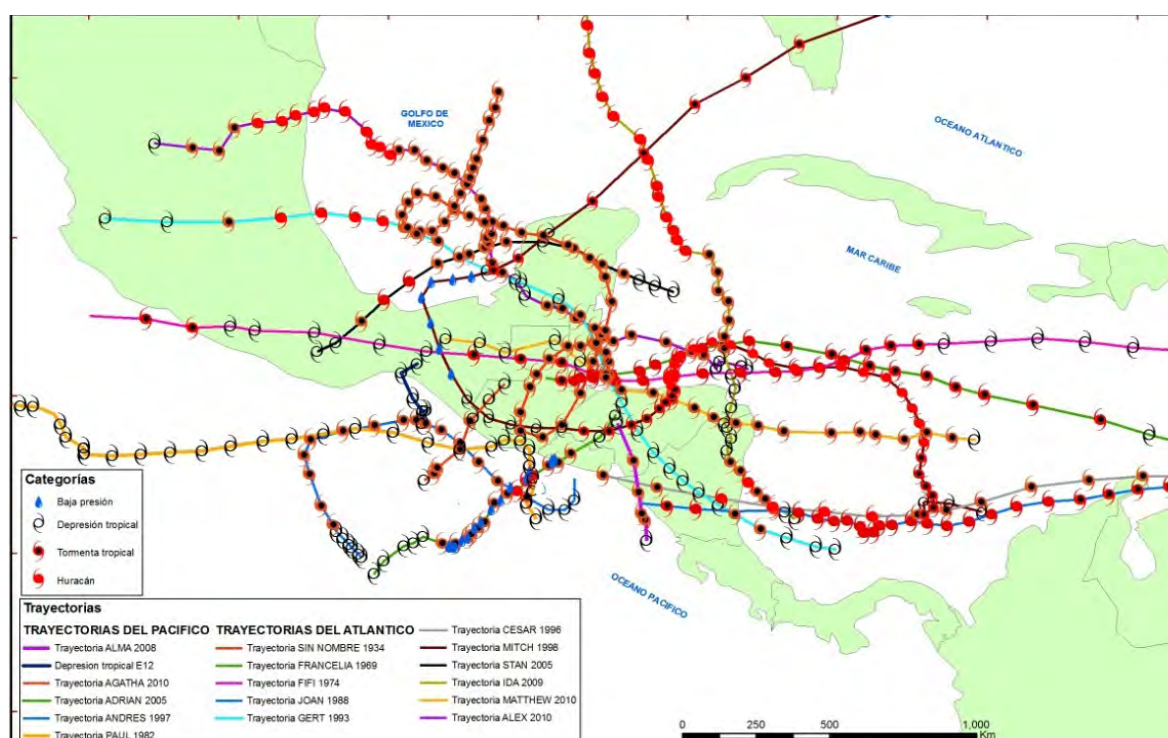 GOLFO DE
MEXICO
OCEANO ATLANTICO
MAR CARIBE
OCEANO PACIFICO
Categorías
Baja presión
Depresión tropical
Tormenta tropical
Huracán
Trayectorias
TRAYECTORIAS DEL PACIFICO
Trayectoria ALMA 2008
Depresion tropical E12
Trayectoria AGATHA 2010
Trayectoria ADRIAN 2005
Trayectoria ANDRES 1997
Trayectoria PAUL 1982
TRAYECTORIAS DEL ATLANTICO
Trayectoria SIN NOMBRE 1934
Trayectoria FRANCELIA 1969
Trayectoria FIFI 1974
Trayectoria JOAN 1988
Trayectoria GERT 1993
Trayectoria CESAR 1996
Trayectoria MITCH 1998
Trayectoria STAN 2005
Trayectoria IDA 2009
Trayectoria MATTHEW 2010
Trayectoria ALEX 2010
0 250 500 1,000
Km